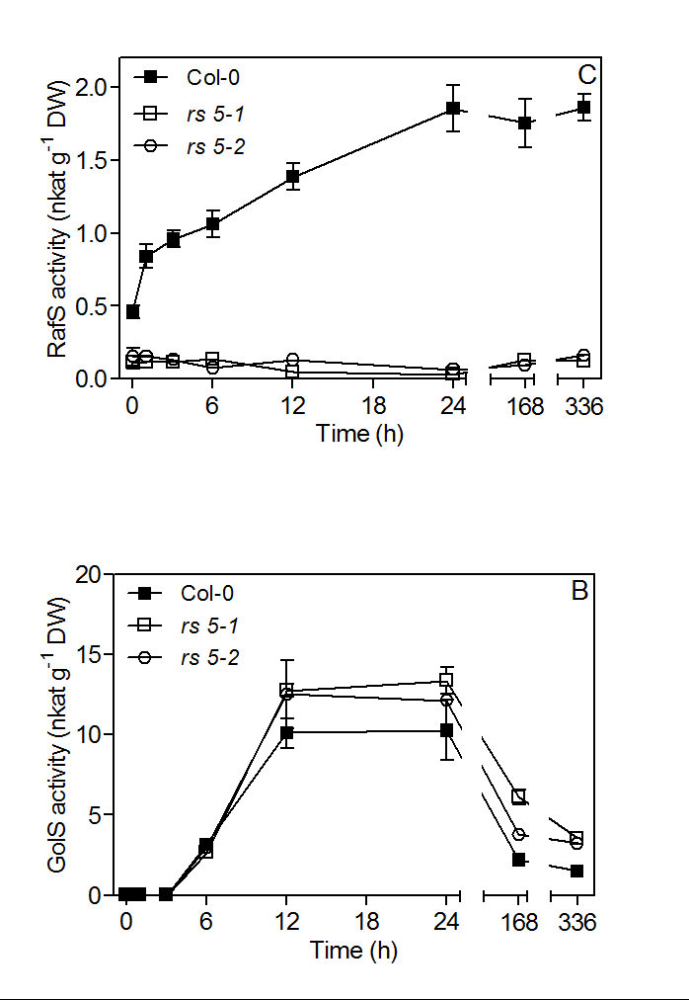 C
Col-0
rs 5-1
rs 5-2
RafS activity (nkat g-1 DW)
2.0
1.5
1.0
0.5
0.0
0 6 12 18 24 168 336
Time (h)
B
Col-0
rs 5-1
rs 5-2
GolS activity (nkat g-1 DW)
20
15
10
5
0
0 6 12 18 24 168 336
Time (h)